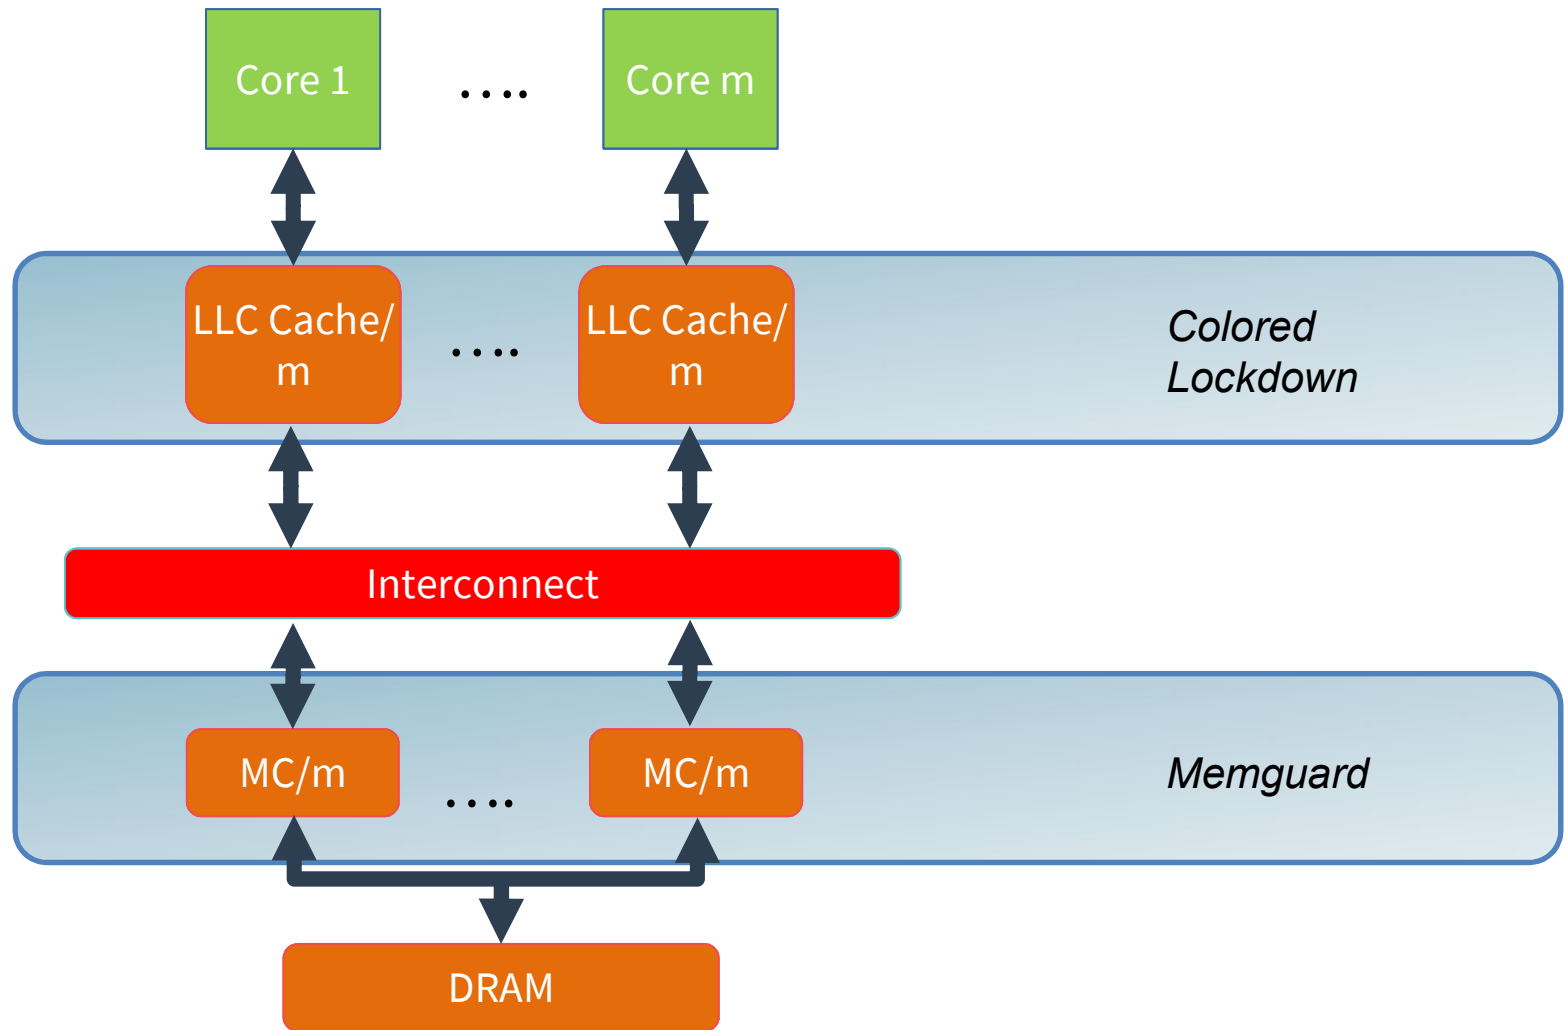 Core 1
....
Core m
LLC Cache/
m
....
LLC Cache/
m
Colored
Lockdown
Interconnect
MC/m
....
MC/m
Memguard
DRAM